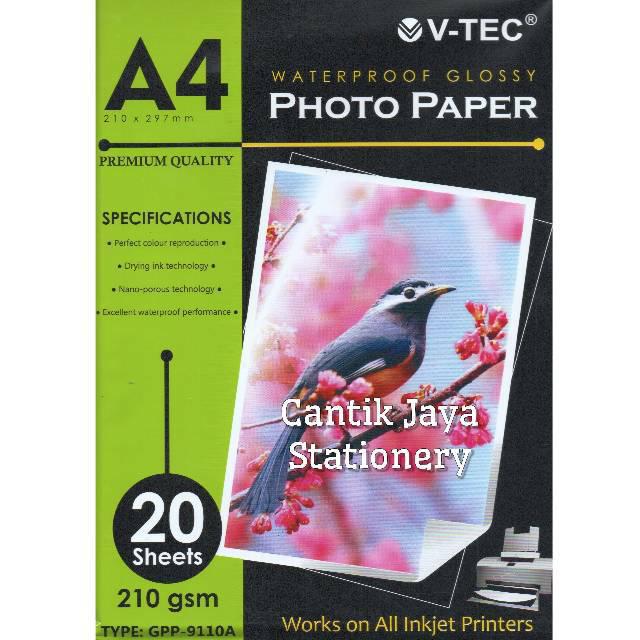 V-TEC®
A4
210 x 297mm
WATERPROOF GLOSSY
PHOTO PAPER
PREMIUM QUALITY
SPECIFICATIONS
• Perfect colour reproduction •
• Drying ink technology •
• Nano-porous technology •
• Excellent waterproof performance •
Cantik Jaya
Stationery
20
Sheets
210 gsm
TYPE: GPP-9110A
Works on All Inkjet Printers